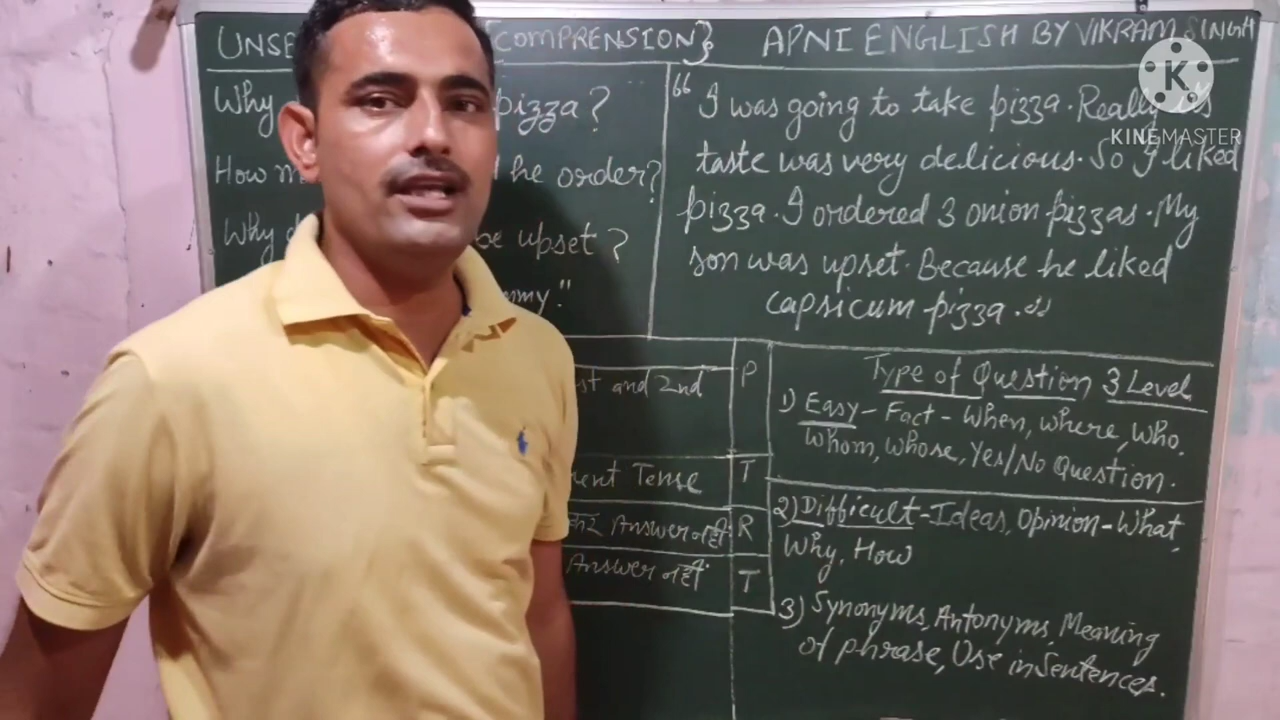 UNSE {COMPRENSION} APNI ENGLISH BY VIKRAM SINGH
Why pizza?
How he order?
Why be upset?
mmy."
"I was going to take pizza. Really its
taste was very delicious. So I liked
pizza. I ordered 3 onion pizzas. My
son was upset. Because he liked
capsicum pizza."
K
KINEMASTER
st and 2nd P
Tense T
Answer नहीं R
Answer नहीं T
Type of Question 3 Level
1) Easy - Fact - When, where, who,
whom, whose, Yes/No Question.
2) Difficult - Ideas, Opinion - What,
Why, How
3) Synonyms, Antonyms, Meaning
of phrase, Use in Sentences.